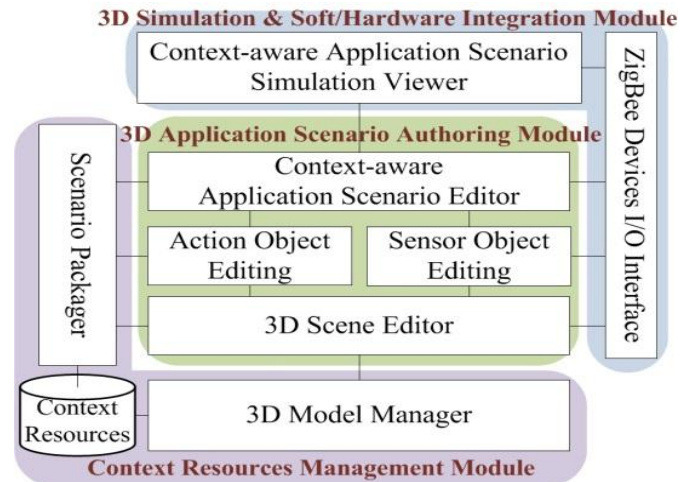 3D Simulation & Soft/Hardware Integration Module
Context-aware Application Scenario
Simulation Viewer
ZigBee Devices I/O Interface
3D Application Scenario Authoring Module
Scenario Packager
Context-aware
Application Scenario Editor
Action Object
Editing
Sensor Object
Editing
3D Scene Editor
Context
Resources
3D Model Manager
Context Resources Management Module